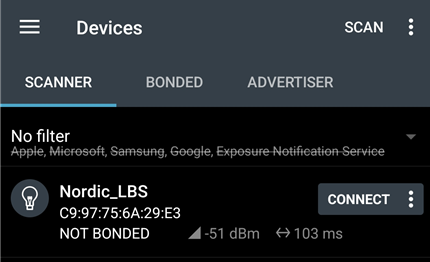 Devices
SCAN
SCANNER
BONDED
ADVERTISER
No filter
Apple, Microsoft, Samsung, Google, Exposure Notification Service
Nordic_LBS
CONNECT
C9:97:75:6A:29:E3
NOT BONDED
-51 dBm
103 ms